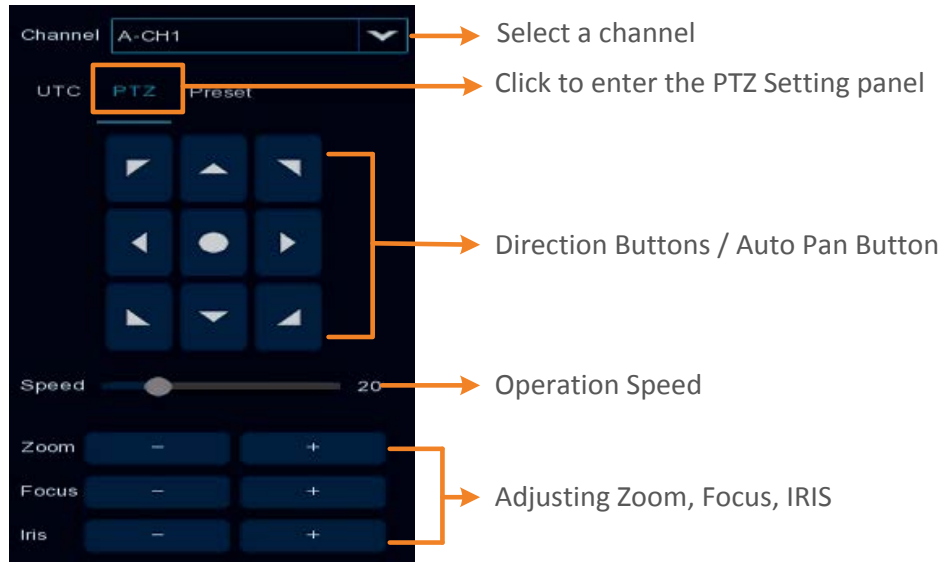 Channel A-CH1 Select a channel
UTC PTZ Preset Click to enter the PTZ Setting panel
Direction Buttons / Auto Pan Button
Speed 20 Operation Speed
Zoom - +
Focus - + Adjusting Zoom, Focus, IRIS
Iris - +